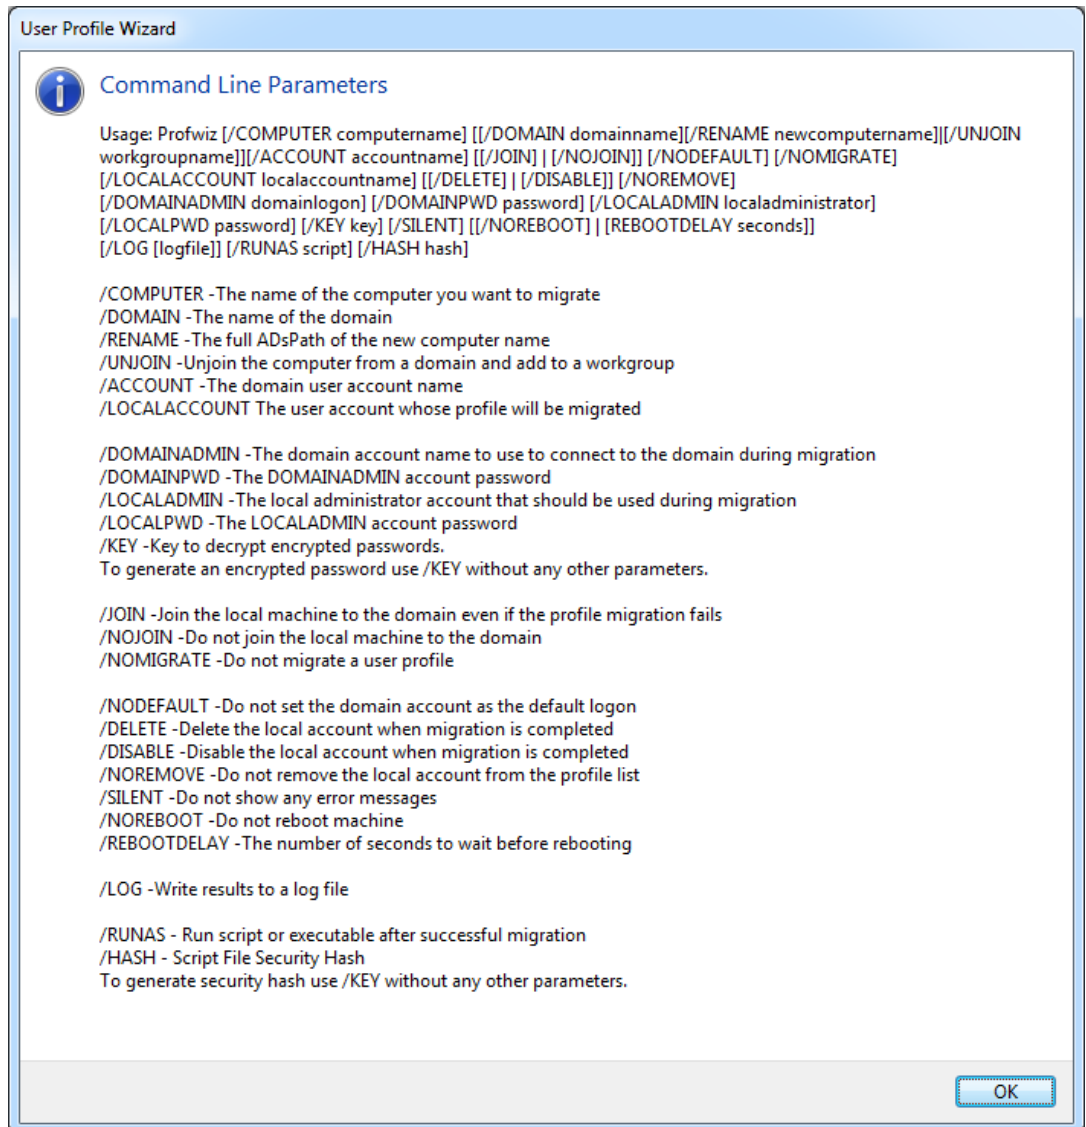 User Profile Wizard
Command Line Parameters
Usage: Profwiz [/COMPUTER computername] [[/DOMAIN domainname][/RENAME newcomputername]|[/UNJOIN
workgroupname]][/ACCOUNT accountname] [[/JOIN] | [/NOJOIN]] [/NODEFAULT] [/NOMIGRATE]
[/LOCALACCOUNT localaccountname] [[/DELETE] | [/DISABLE]] [/NOREMOVE]
[/DOMAINADMIN domainlogon] [/DOMAINPWD password] [/LOCALADMIN localadministrator]
[/LOCALPWD password] [/KEY key] [/SILENT] [[/NOREBOOT] | [REBOOTDELAY seconds]]
[/LOG [logfile]] [/RUNAS script] [/HASH hash]
/COMPUTER -The name of the computer you want to migrate
/DOMAIN -The name of the domain
/RENAME -The full ADsPath of the new computer name
/UNJOIN -Unjoin the computer from a domain and add to a workgroup
/ACCOUNT -The domain user account name
/LOCALACCOUNT The user account whose profile will be migrated
/DOMAINADMIN -The domain account name to use to connect to the domain during migration
/DOMAINPWD -The DOMAINADMIN account password
/LOCALADMIN -The local administrator account that should be used during migration
/LOCALPWD -The LOCALADMIN account password
/KEY -Key to decrypt encrypted passwords.
To generate an encrypted password use /KEY without any other parameters.
/JOIN -Join the local machine to the domain even if the profile migration fails
/NOJOIN -Do not join the local machine to the domain
/NOMIGRATE -Do not migrate a user profile
/NODEFAULT -Do not set the domain account as the default logon
/DELETE -Delete the local account when migration is completed
/DISABLE -Disable the local account when migration is completed
/NOREMOVE -Do not remove the local account from the profile list
/SILENT -Do not show any error messages
/NOREBOOT -Do not reboot machine
/REBOOTDELAY -The number of seconds to wait before rebooting
/LOG -Write results to a log file
/RUNAS - Run script or executable after successful migration
/HASH - Script File Security Hash
To generate security hash use /KEY without any other parameters.
OK